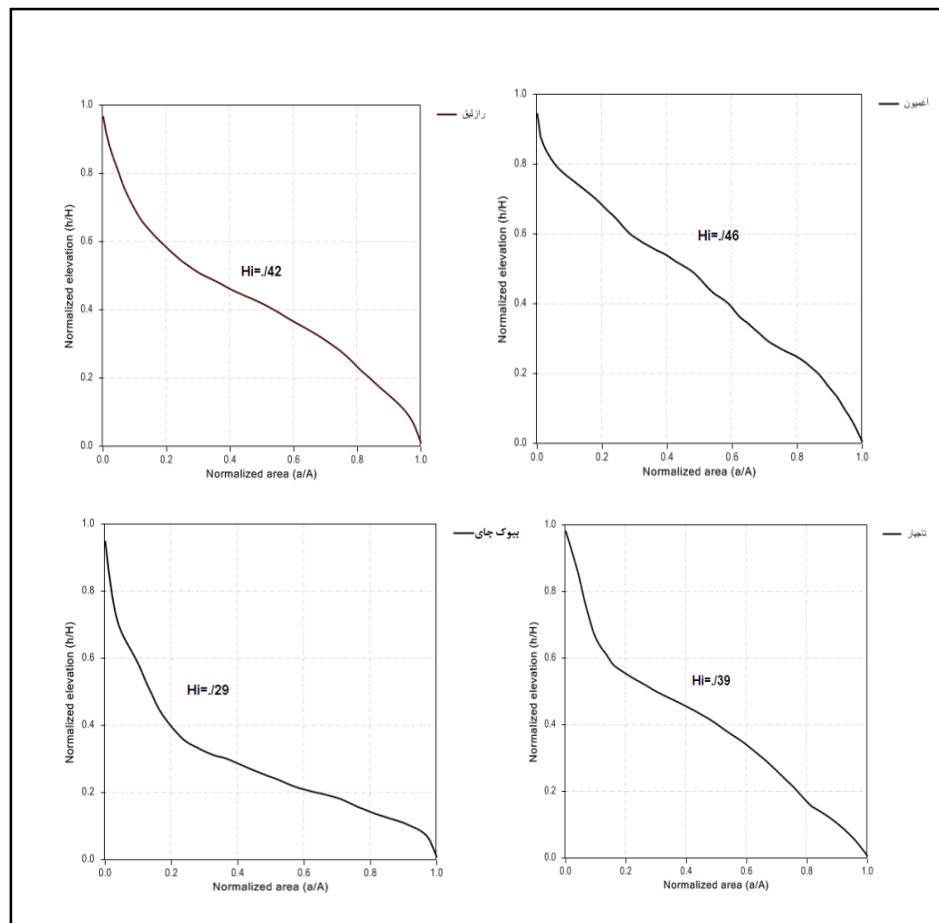 رازلیق
1.0
0.8
0.6
0.4
0.2
0.0
Normalized elevation (h/H)
Hi=./42
0.0 0.2 0.4 0.6 0.8 1.0
Normalized area (a/A)
اغمیون
1.0
0.8
0.6
0.4
0.2
0.0
Normalized elevation (h/H)
Hi=./46
0.0 0.2 0.4 0.6 0.8 1.0
Normalized area (a/A)
بیوک چای
1.0
0.8
0.6
0.4
0.2
0.0
Normalized elevation (h/H)
Hi=./29
0.0 0.2 0.4 0.6 0.8 1.0
Normalized area (a/A)
تاجیار
1.0
0.8
0.6
0.4
0.2
0.0
Normalized elevation (h/H)
Hi=./39
0.0 0.2 0.4 0.6 0.8 1.0
Normalized area (a/A)